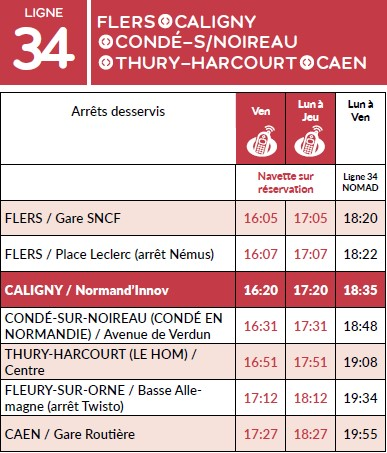 LIGNE
34
FLERS CALIGNY
CONDÉ–S/NOIREAU
THURY–HARCOURT CAEN
Arrêts desservis
Ven
Lun à
Jeu
Lun à
Ven
Navette sur
réservation
Ligne 34
NOMAD
FLERS / Gare SNCF 16:05 17:05 18:20
FLERS / Place Leclerc (arrêt Némus) 16:07 17:07 18:22
CALIGNY / Normand'Innov 16:20 17:20 18:35
CONDÉ-SUR-NOIREAU (CONDÉ EN
NORMANDIE) / Avenue de Verdun 16:31 17:31 18:48
THURY-HARCOURT (LE HOM) /
Centre 16:51 17:51 19:08
FLEURY-SUR-ORNE / Basse Alle-
magne (arrêt Twisto) 17:12 18:12 19:34
CAEN / Gare Routière 17:27 18:27 19:55